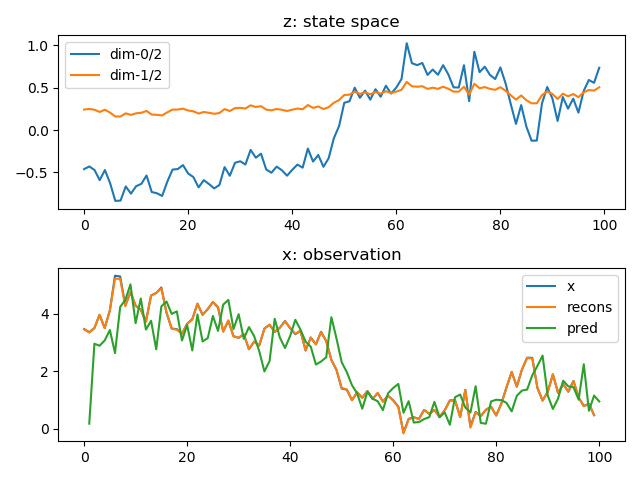 z: state space
dim-0/2
dim-1/2
1.0
0.5
0.0
−0.5
0 20 40 60 80 100
x: observation
x
recons
pred
4
2
0
0 20 40 60 80 100